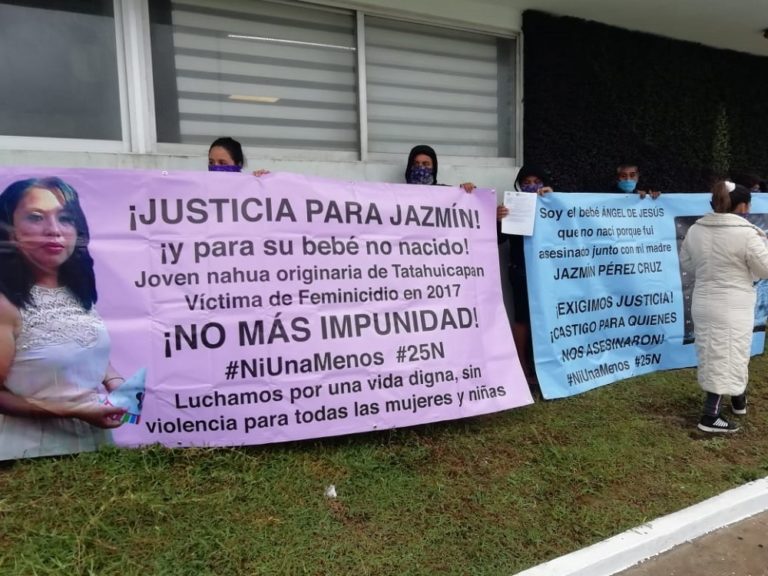 ¡JUSTICIA PARA JAZMÍN!
¡y para su bebé no nacido!
Joven nahua originaria de Tatahuicapan
Víctima de Feminicidio en 2017
¡NO MÁS IMPUNIDAD!
#NiUnaMenos #25N
Luchamos por una vida digna, sin
violencia para todas las mujeres y niñas
Soy el bebé ÁNGEL DE JESÚS
que no nací porque fui
asesinado junto con mi madre
JAZMÍN PÉREZ CRUZ
¡EXIGIMOS JUSTICIA!
¡CASTIGO PARA QUIENES
NOS ASESINARON!
#NiUnaMenos #25N